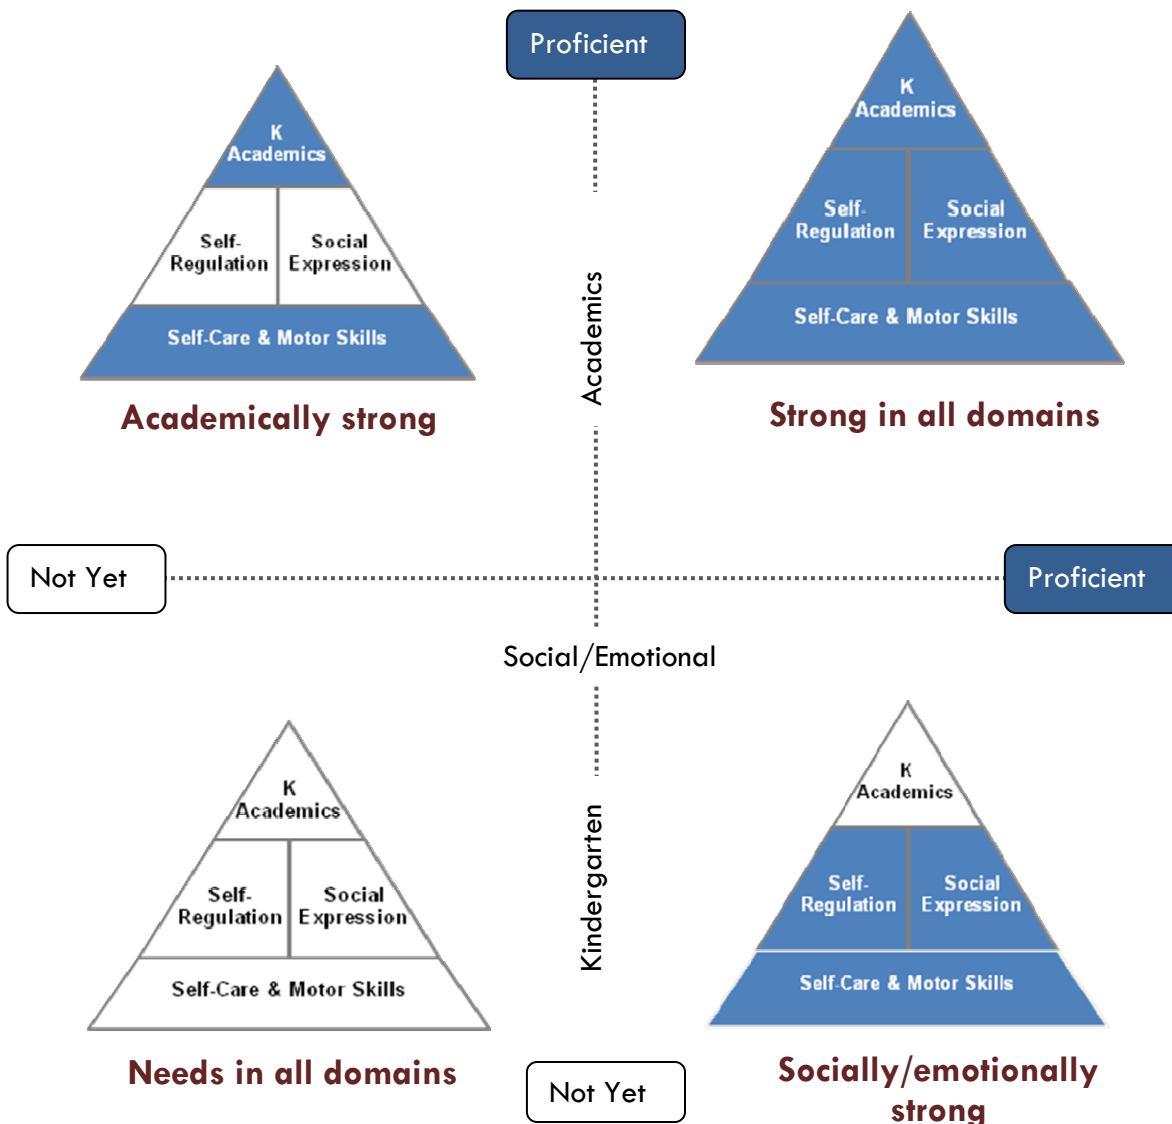 Proficient
K
Academics
Self-
Regulation
Social
Expression
Self-Care & Motor Skills
Academically strong
K
Academics
Self-
Regulation
Social
Expression
Self-Care & Motor Skills
Strong in all domains
Academics
Not Yet
Proficient
Social/Emotional
K
Academics
Self-
Regulation
Social
Expression
Self-Care & Motor Skills
Needs in all domains
Kindergarten
K
Academics
Self-
Regulation
Social
Expression
Self-Care & Motor Skills
Socially/emotionally
strong
Not Yet